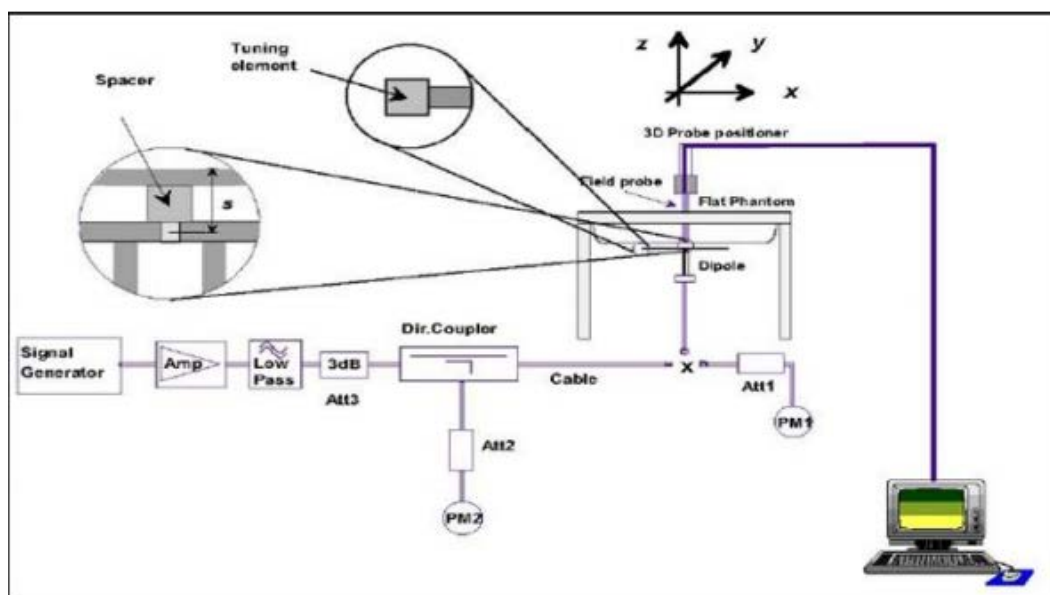 Tuning
element
Spacer
s
z
y
x
3D Probe positioner
Field probe
Flat Phantom
Dipole
Signal
Generator
Amp
Low
Pass
3dB
Att3
Dir.Coupler
Cable
x
Att1
PM1
Att2
PM2